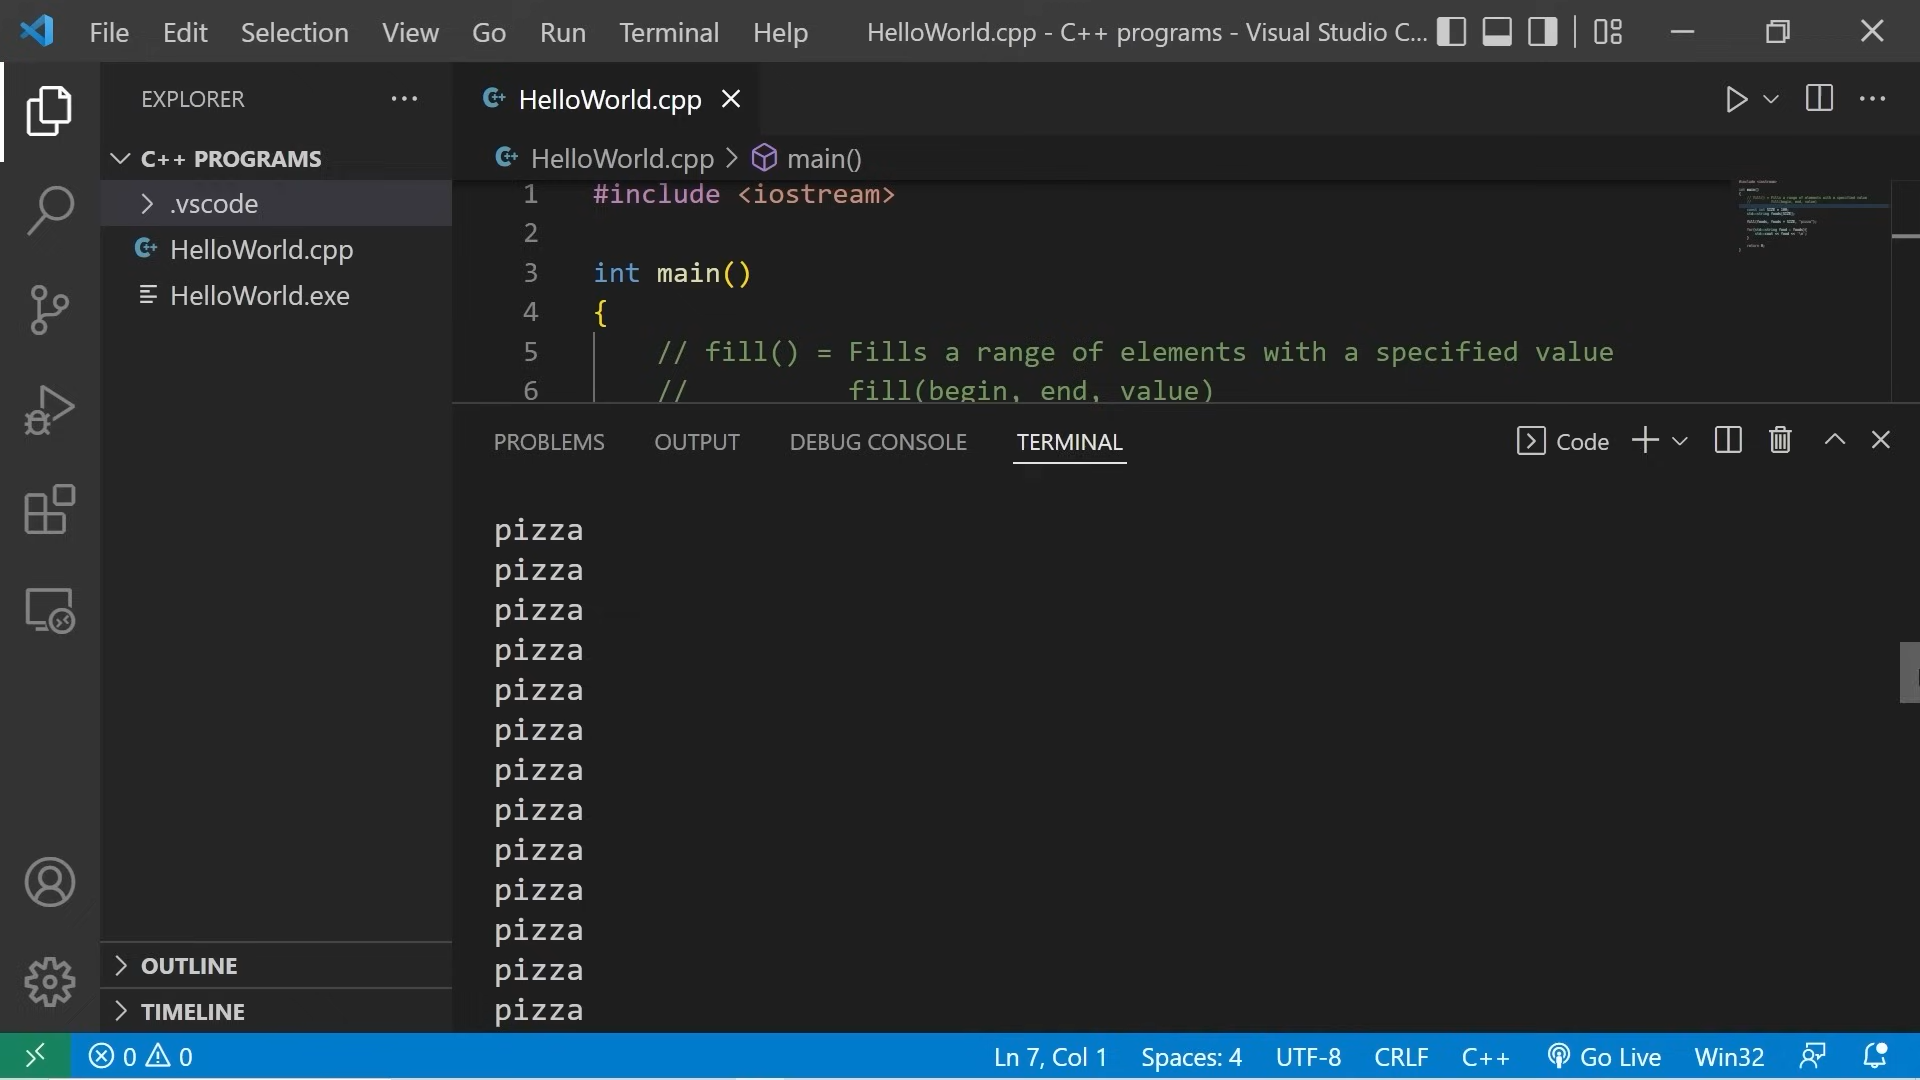 File Edit Selection View Go Run Terminal Help HelloWorld.cpp - C++ programs - Visual Studio C...
EXPLORER
HelloWorld.cpp
C++ PROGRAMS
HelloWorld.cpp > main()
.vscode
HelloWorld.cpp
HelloWorld.exe
1 #include <iostream>
2
3 int main()
4 {
5 // fill() = Fills a range of elements with a specified value
6 // fill(begin, end, value)
PROBLEMS OUTPUT DEBUG CONSOLE TERMINAL Code
pizza
pizza
pizza
pizza
pizza
pizza
pizza
pizza
pizza
pizza
pizza
pizza
pizza
OUTLINE
TIMELINE
0 0 Ln 7, Col 1 Spaces: 4 UTF-8 CRLF C++ Go Live Win32